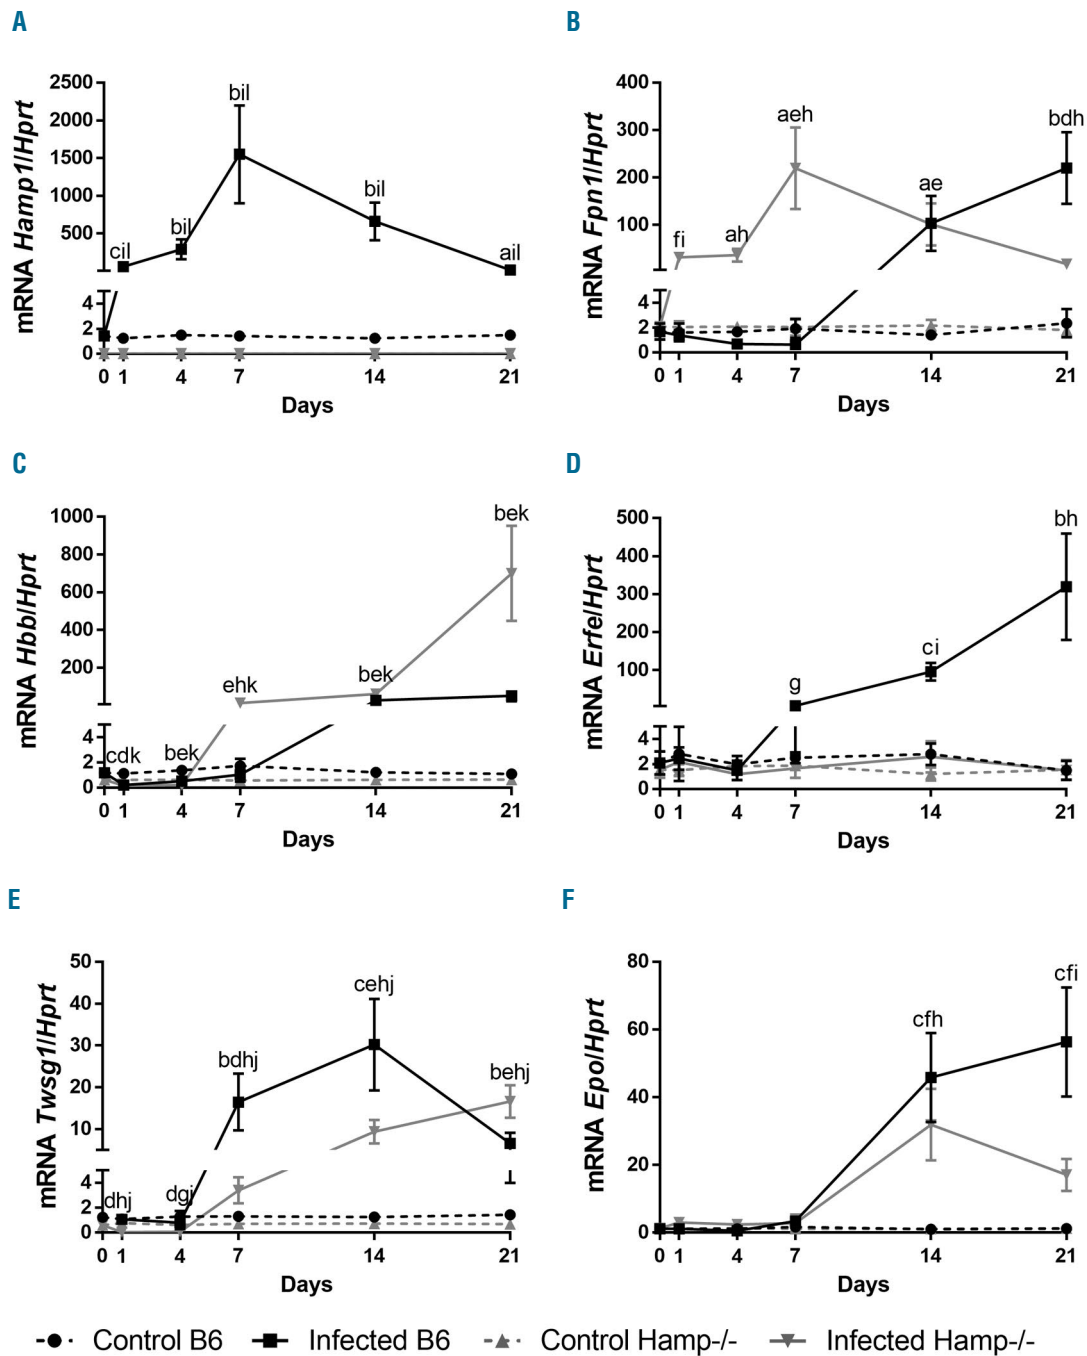 A
mRNA Hamp1/Hprt
2500
2000
1500
1000
500
4
2
0
cil
bil
bil
bil
ail
0 1 4 7 14 21
Days
B
mRNA Fpn1/Hprt
400
300
200
100
4
2
0
fi
ah
aeh
ae
bdh
0 1 4 7 14 21
Days
C
mRNA Hbb/Hprt
1000
800
600
400
200
4
2
0
cdk
bek
ehk
bek
bek
0 1 4 7 14 21
Days
D
mRNA Erfe/Hprt
500
400
300
200
100
4
2
0
g
ci
bh
0 1 4 7 14 21
Days
E
mRNA Twsg1/Hprt
50
40
30
20
10
4
2
0
dhj
dgj
bdhj
cehj
behj
0 1 4 7 14 21
Days
F
mRNA Epo/Hprt
80
60
40
20
0
cfh
cfi
0 1 4 7 14 21
Days
Control B6 Infected B6 Control Hamp-/- Infected Hamp-/-